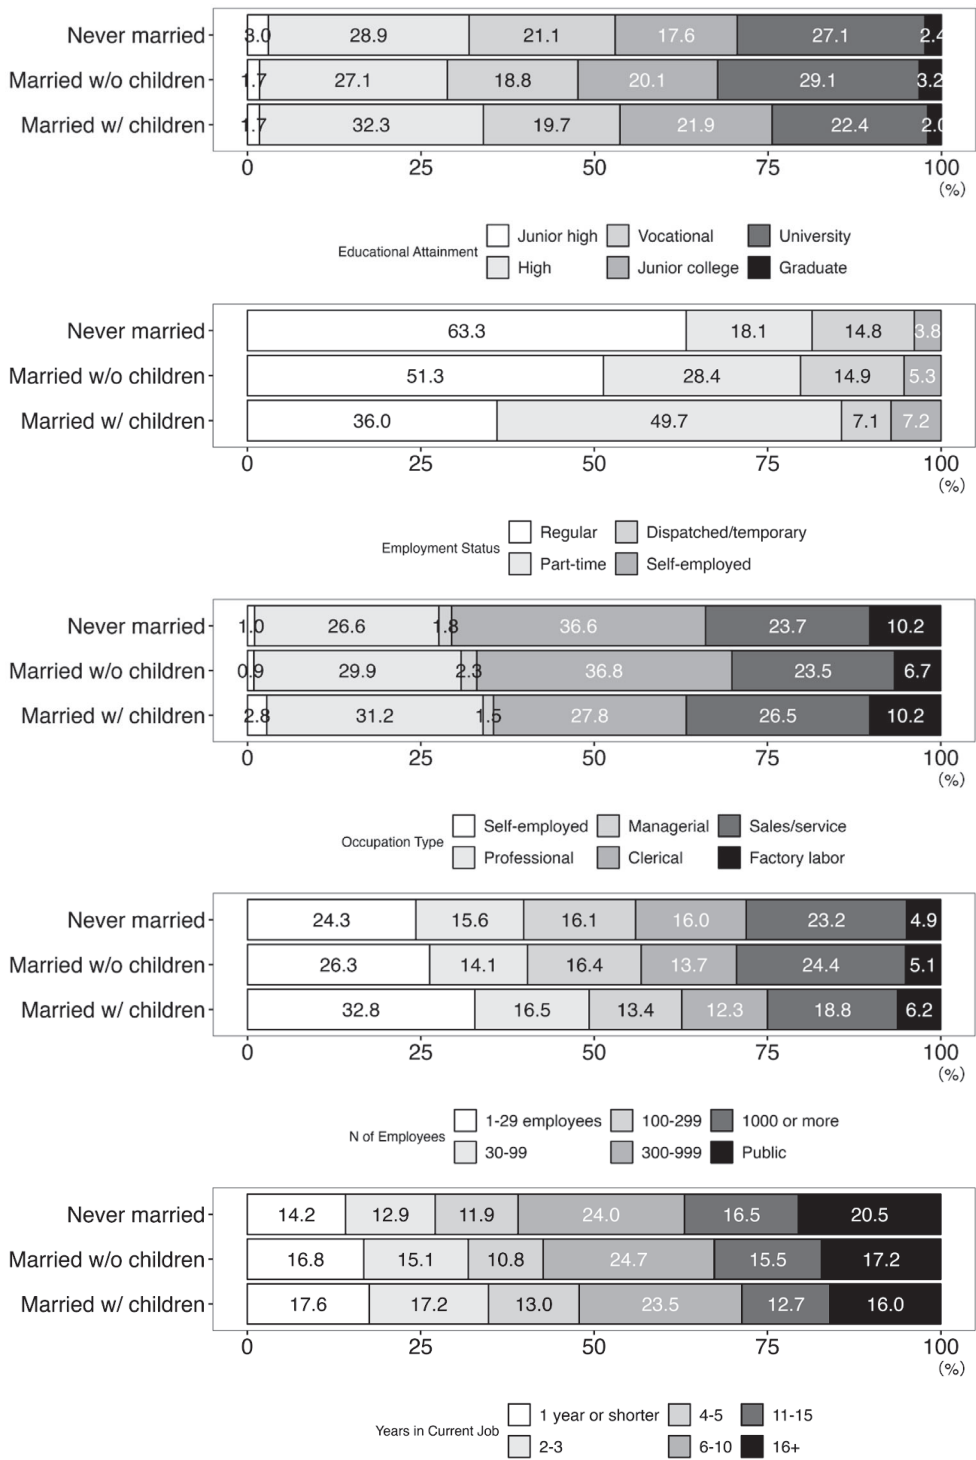 Never married 3.0 28.9 21.1 17.6 27.1 2.4
Married w/o children 1.7 27.1 18.8 20.1 29.1 3.2
Married w/ children 1.7 32.3 19.7 21.9 22.4 2.0
0 25 50 75 100
(%)
Educational Attainment
Junior high Vocational University
High Junior college Graduate
Never married 63.3 18.1 14.8 3.8
Married w/o children 51.3 28.4 14.9 5.3
Married w/ children 36.0 49.7 7.1 7.2
0 25 50 75 100
(%)
Employment Status
Regular Dispatched/temporary
Part-time Self-employed
Never married 1.0 26.6 1.8 36.6 23.7 10.2
Married w/o children 0.9 29.9 2.3 36.8 23.5 6.7
Married w/ children 2.8 31.2 1.5 27.8 26.5 10.2
0 25 50 75 100
(%)
Occupation Type
Self-employed Managerial Sales/service
Professional Clerical Factory labor
Never married 24.3 15.6 16.1 16.0 23.2 4.9
Married w/o children 26.3 14.1 16.4 13.7 24.4 5.1
Married w/ children 32.8 16.5 13.4 12.3 18.8 6.2
0 25 50 75 100
(%)
N of Employees
1-29 employees 100-299 1000 or more
30-99 300-999 Public
Never married 14.2 12.9 11.9 24.0 16.5 20.5
Married w/o children 16.8 15.1 10.8 24.7 15.5 17.2
Married w/ children 17.6 17.2 13.0 23.5 12.7 16.0
0 25 50 75 100
(%)
Years in Current Job
1 year or shorter 4-5 11-15
2-3 6-10 16+